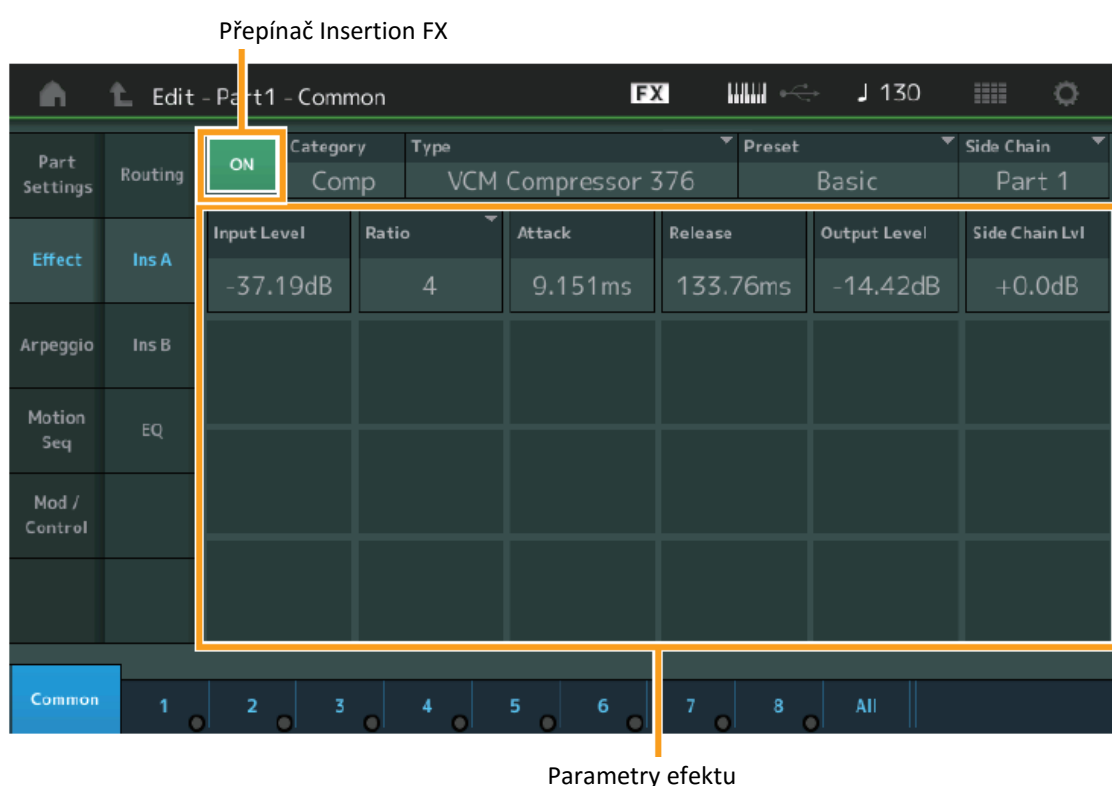 Přepínač Insertion FX
Edit - Part1 - Common FX 130
Part Settings
Routing
ON
Category
Comp
Type
VCM Compressor 376
Preset
Basic
Side Chain
Part 1
Effect
Ins A
Input Level
-37.19dB
Ratio
4
Attack
9.151ms
Release
133.76ms
Output Level
-14.42dB
Side Chain Lvl
+0.0dB
Arpeggio
Ins B
Motion
Seq
EQ
Mod /
Control
Common 1 2 3 4 5 6 7 8 All
Parametry efektu